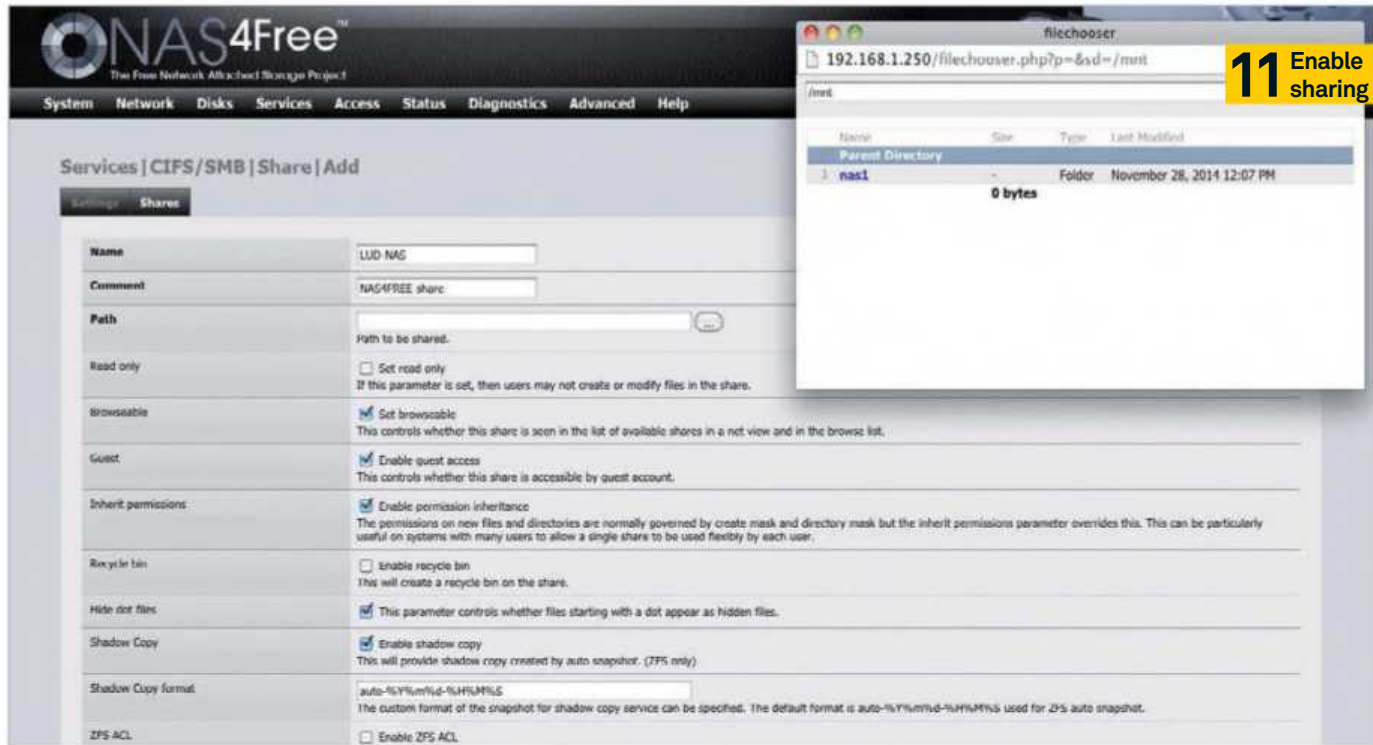 NAS4Free™
The Free Network Attached Storage Project
System Network Disks Services Access Status Diagnostics Advanced Help
filechooser
192.168.1.250/filechooser.php?p=&sd=/mnt
/mnt
11 Enable sharing
Name Size Type Last Modified
Parent Directory
1 nas1 - Folder November 28, 2014 12:07 PM
0 bytes
Services|CIFS/SMB|Share|Add
Settings Shares
Name LUD NAS
Comment NAS4FREE share
Path ...
Path to be shared.
Read only Set read only
If this parameter is set, then users may not create or modify files in the share.
Browseable Set browseable
This controls whether this share is seen in the list of available shares in a net view and in the browse list.
Guest Enable guest access
This controls whether this share is accessible by guest account.
Inherit permissions Enable permission inheritance
The permissions on new files and directories are normally governed by create mask and directory mask but the inherit permissions parameter overrides this. This can be particularly
useful on systems with many users to allow a single share to be used flexibly by each user.
Recycle bin Enable recycle bin
This will create a recycle bin on the share.
Hide dot files This parameter controls whether files starting with a dot appear as hidden files.
Shadow Copy Enable shadow copy
This will provide shadow copy created by auto snapshot. (ZFS only)
Shadow Copy format auto-%Y%m%d-%H%M%S
The custom format of the snapshot for shadow copy service can be specified. The default format is auto-%Y%m%d-%H%M%S used for ZFS auto snapshot.
ZFS ACL Enable ZFS ACL